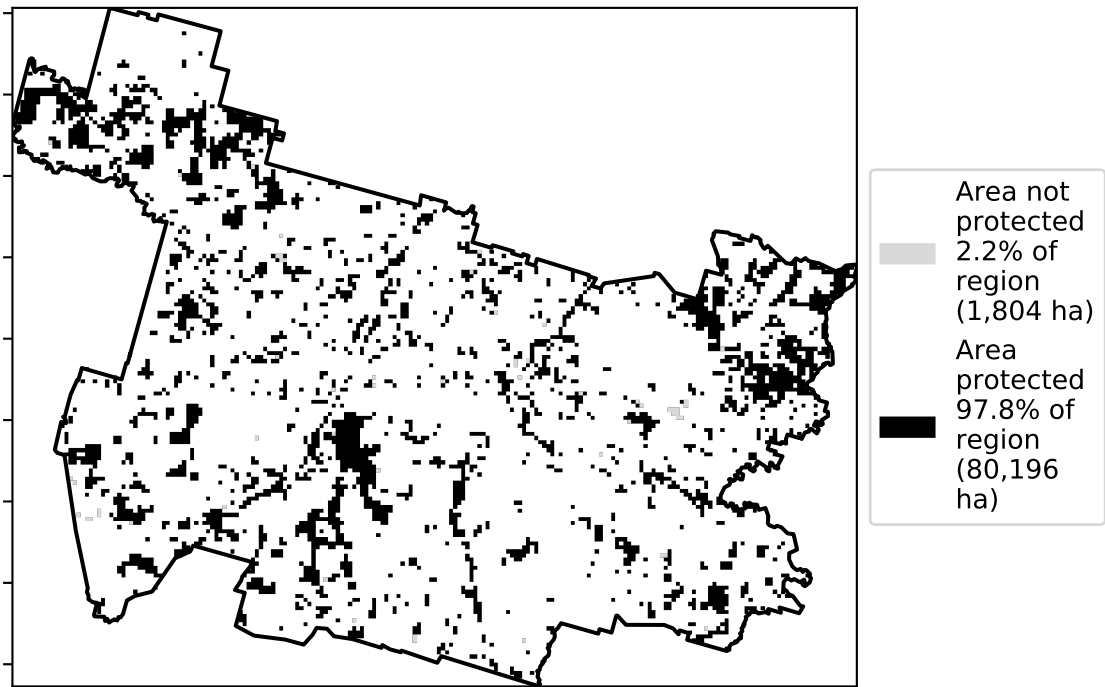 Area not
protected
2.2% of
region
(1,804 ha)
Area
protected
97.8% of
region
(80,196
ha)